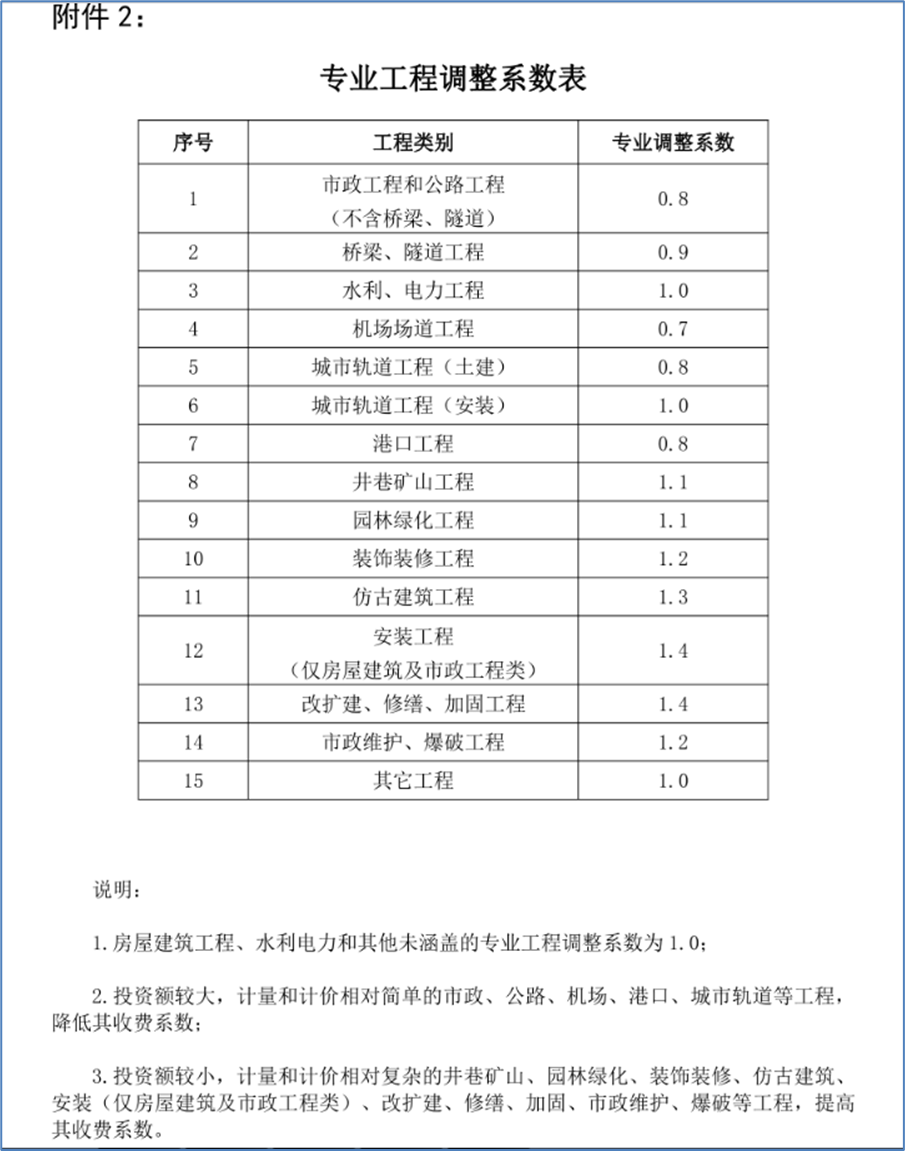 附件2：
专业工程调整系数表
序号 工程类别 专业调整系数
1 市政工程和公路工程 0.8
（不含桥梁、隧道）
2 桥梁、隧道工程 0.9
3 水利、电力工程 1.0
4 机场场道工程 0.7
5 城市轨道工程（土建） 0.8
6 城市轨道工程（安装） 1.0
7 港口工程 0.8
8 井巷矿山工程 1.1
9 园林绿化工程 1.1
10 装饰装修工程 1.2
11 仿古建筑工程 1.3
12 安装工程 1.4
（仅房屋建筑及市政工程类）
13 改扩建、修缮、加固工程 1.4
14 市政维护、爆破工程 1.2
15 其它工程 1.0
说明：
1.房屋建筑工程、水利电力和其他未涵盖的专业工程调整系数为1.0；
2.投资额较大，计量和计价相对简单的市政、公路、机场、港口、城市轨道等工程，
降低其收费系数；
3.投资额较小，计量和计价相对复杂的井巷矿山、园林绿化、装饰装修、仿古建筑、
安装（仅房屋建筑及市政工程类）、改扩建、修缮、加固、市政维护、爆破等工程，提高
其收费系数。